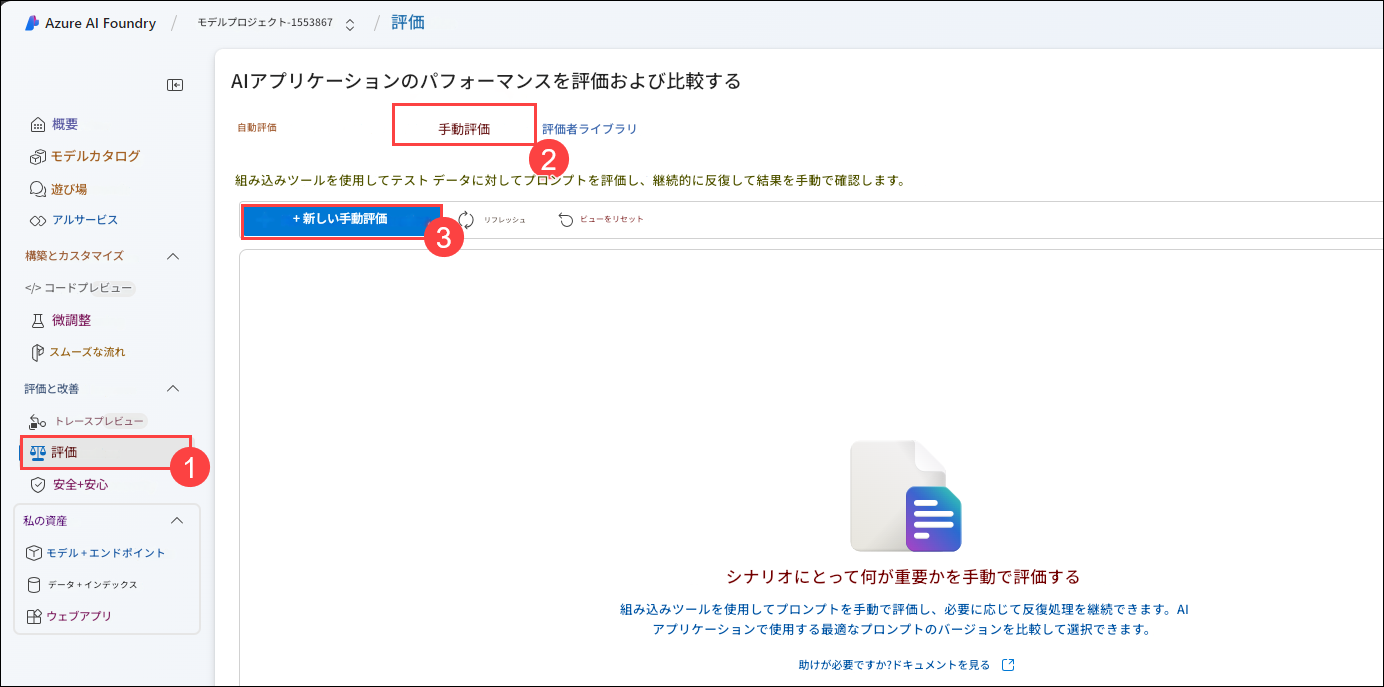 Azure AI Foundry / モデルプロジェクト-1553867 / 評価
AIアプリケーションのパフォーマンスを評価および比較する
概要
モデルカタログ
遊び場
アルサービス
構築とカスタマイズ
</> コードプレビュー
微調整
スムーズな流れ
評価と改善
トレースプレビュー
評価
1
安全+安心
私の資産
モデル+エンドポイント
データ+インデックス
ウェブアプリ
自動評価 手動評価 評価者ライブラリ
2
組み込みツールを使用してテスト データに対してプロンプトを評価し、継続的に反復して結果を手動で確認します。
+新しい手動評価 リフレッシュ ビューをリセット
3
シナリオにとって何が重要かを手動で評価する
組み込みツールを使用してプロンプトを手動で評価し、必要に応じて反復処理を継続できます。AI
アプリケーションで使用する最適なプロンプトのバージョンを比較して選択できます。
助けが必要ですか?ドキュメントを見る